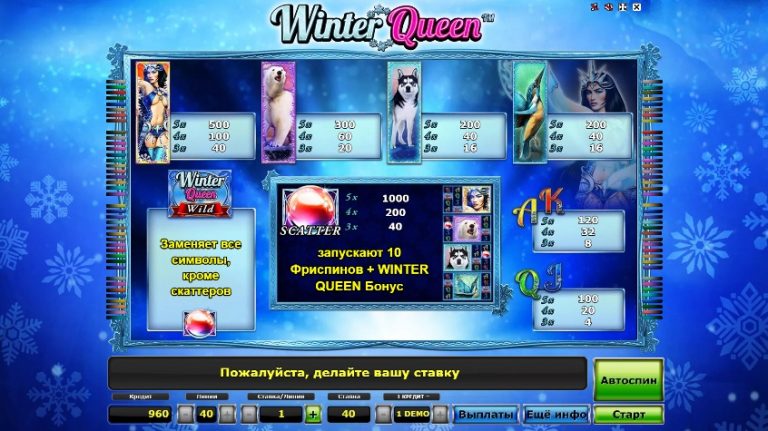 Winter Queen™
5x 500
4x 100
3x 40
5x 300
4x 60
3x 20
5x 200
4x 40
3x 16
5x 200
4x 40
3x 16
Winter
Queen
Wild
Заменяет все
символы,
кроме
скаттеров
SCATTER
5x 1000
4x 200
3x 40
запускают 10
Фриспинов + WINTER
QUEEN Бонус
A K
5x 120
4x 32
3x 8
Q J
5x 100
4x 20
3x 4
Пожалуйста, делайте вашу ставку
Автоспин
Кредит Линии Ставка/Линия Ставка 1 КРЕДИТ =
960 - 40 + - 1 + 40 - 1 DEMO + Выплаты Ещё инфо Старт